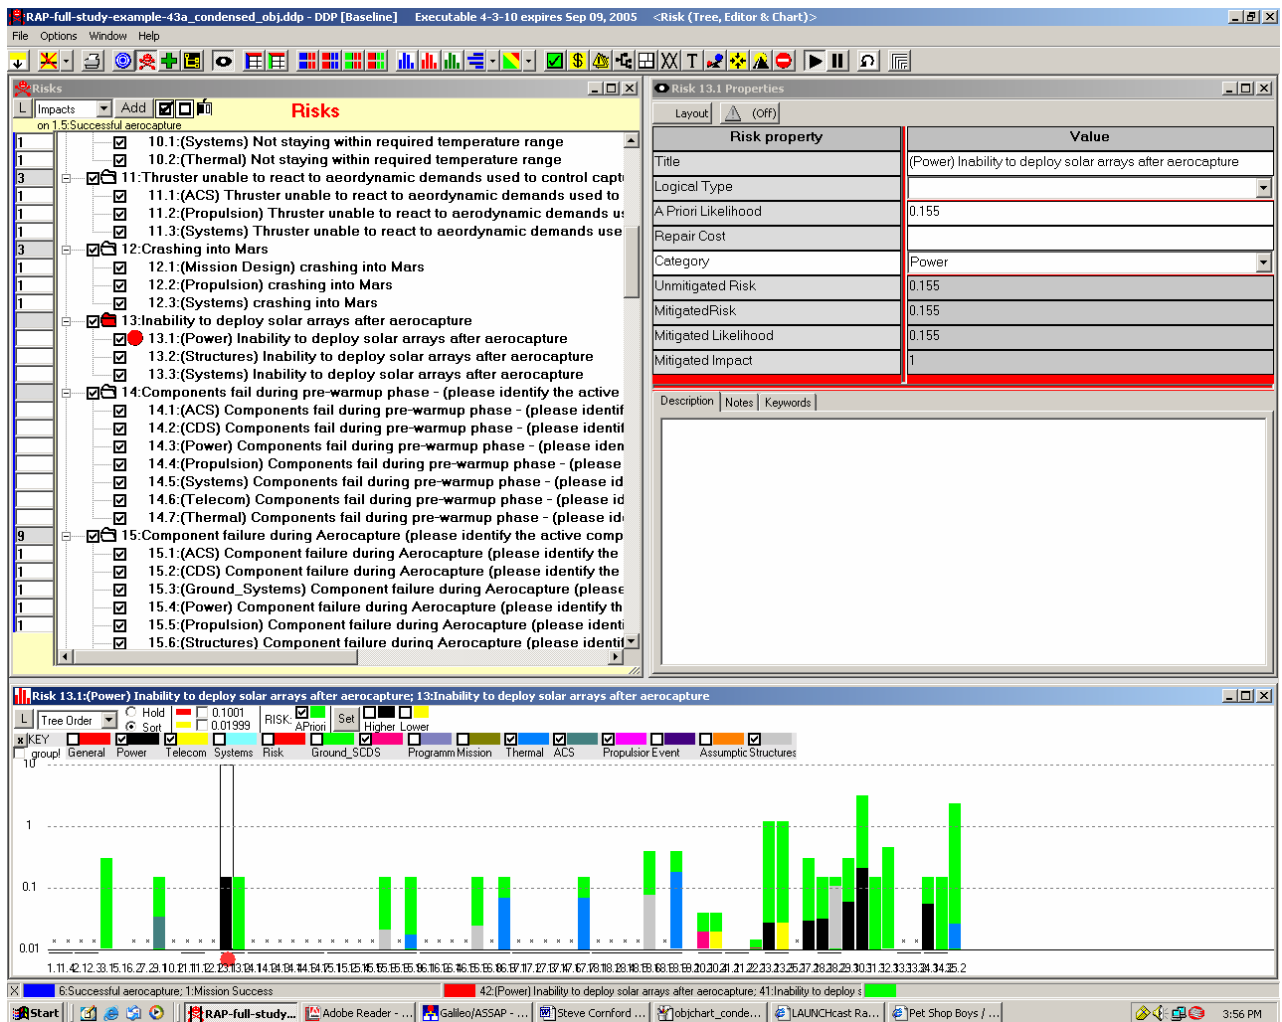 RAP-full-study-example-43a_condensed_obj.ddp - DDP [Baseline] Executable 4-3-10 expires Sep 09, 2005 <Risk (Tree, Editor & Chart)>
File Options Window Help
Risks
L Impacts Add Risks
on 1.5:Successful aerocapture
1 10.1:(Systems) Not staying within required temperature range
1 10.2:(Thermal) Not staying within required temperature range
3 11:Thruster unable to react to aeordynamic demands used to control capt
1 11.1:(ACS) Thruster unable to react to aeordynamic demands used to
1 11.2:(Propulsion) Thruster unable to react to aerodynamic demands u
1 11.3:(Systems) Thruster unable to react to aerodynamic demands use
3 12:Crashing into Mars
1 12.1:(Mission Design) crashing into Mars
1 12.2:(Propulsion) crashing into Mars
1 12.3:(Systems) crashing into Mars
13:Inability to deploy solar arrays after aerocapture
13.1:(Power) Inability to deploy solar arrays after aerocapture
13.2:(Structures) Inability to deploy solar arrays after aerocapture
13.3:(Systems) Inability to deploy solar arrays after aerocapture
14:Components fail during pre-warmup phase - (please identify the active
14.1:(ACS) Components fail during pre-warmup phase - (please identif
14.2:(CDS) Components fail during pre-warmup phase - (please identif
14.3:(Power) Components fail during pre-warmup phase - (please iden
14.4:(Propulsion) Components fail during pre-warmup phase - (please
14.5:(Systems) Components fail during pre-warmup phase - (please id
14.6:(Telecom) Components fail during pre-warmup phase - (please id
14.7:(Thermal) Components fail during pre-warmup phase - (please id
9 15:Component failure during Aerocapture (please identify the active comp
1 15.1:(ACS) Component failure during Aerocapture (please identify the
1 15.2:(CDS) Component failure during Aerocapture (please identify the
1 15.3:(Ground_Systems) Component failure during Aerocapture (please
1 15.4:(Power) Component failure during Aerocapture (please identify th
1 15.5:(Propulsion) Component failure during Aerocapture (please identi
15.6:(Structures) Component failure during Aerocapture (please identif
Risk 13.1 Properties
Layout (Off)
Risk property Value
Title (Power) Inability to deploy solar arrays after aerocapture
Logical Type
A Priori Likelihood 0.155
Repair Cost
Category Power
Unmitigated Risk 0.155
MitigatedRisk 0.155
Mitigated Likelihood 0.155
Mitigated Impact 1
Description Notes Keywords
Risk 13.1:(Power) Inability to deploy solar arrays after aerocapture; 13:Inability to deploy solar arrays after aerocapture
L Tree Order Hold Sort 0.1001 0.01999 RISK: APriori Set Higher Lower
x KEY
group! General Power Telecom Systems Risk Ground_S CDS Programm Mission Thermal ACS Propulsion Event Assumptic Structures
10
1
0.1
0.01
X 6:Successful aerocapture; 1:Mission Success 42:(Power) Inability to deploy solar arrays after aerocapture; 41:Inability to deploy s
Start RAP-full-study... Adobe Reader - ... Galileo/ASSAP - ... Steve Cornford ... objchart_conde... LAUNCHcast Ra... Pet Shop Boys / ... 3:56 PM